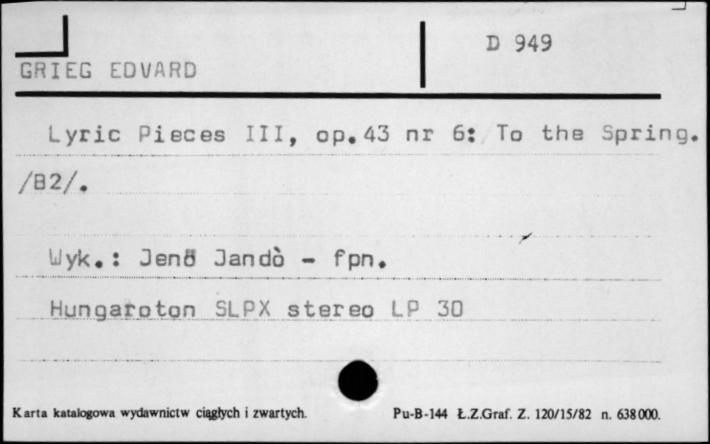 D 949
GRIEG EDVARD
Lyric Pieces III, op.43 nr 6: To the Spring.
/B2/.
Wyk.: Jenö Jandò - fpn.
Hungaroton SLPX stereo LP 30
Karta katalogowa wydawnictw ciągłych i zwartych. Pu-B-144 Ł.Z.Graf. Z. 120/15/82 n. 638000.